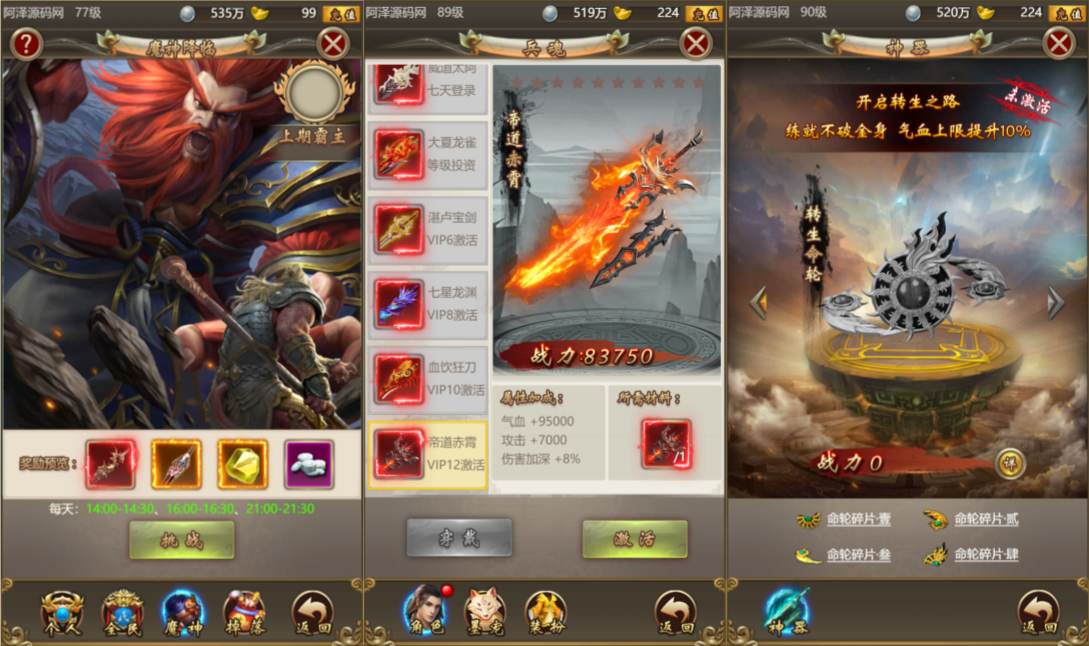 阿泽源码网 77级 535万 99 充值
魔神降临
上期霸主
奖励预览：
每天：14:00-14:30、16:00-16:30、21:00-21:30
挑战
个人 全民 魔神 掉落 返回
阿泽源码网 89级 519万 224 充值
兵魂
威道太阿
七天登录
大夏龙雀
等级投资
湛卢宝剑
VIP6激活
七星龙渊
VIP8激活
血饮狂刀
VIP10激活
帝道赤霄
VIP12激活
帝道赤霄
战力:83750
属性加成：
气血 +95000
攻击 +7000
伤害加深 +8%
所需材料：
/1
穿戴
激活
角色 装扮 返回
阿泽源码网 90级 520万 224 充值
神器
开启转生之路
未激活
练就不破金身 气血上限提升10%
转生命轮
战力 0
详
命轮碎片·壹
命轮碎片·贰
命轮碎片·叁
命轮碎片·肆
神器 返回